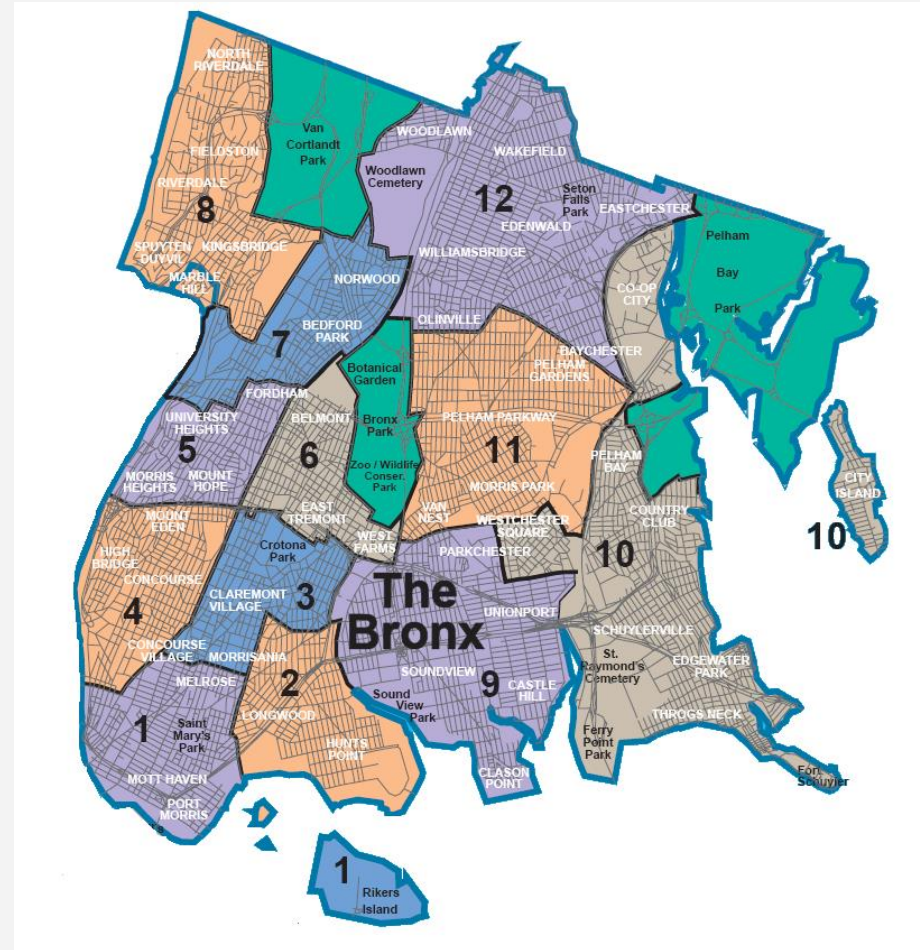 NORTH
RIVERDALE
Van
Cortlandt
Park
FIELDSTON
RIVERDALE
8
SPUYTEN
DUYVIL
KINGSBRIDGE
MARBLE
HILL
WOODLAWN
Woodlawn
Cemetery
WAKEFIELD
12
Seton
Falls
Park
EASTCHESTER
EDENWALD
WILLIAMSBRIDGE
OLINVILLE
BAYCHESTER
CO-OP
CITY
Pelham
Bay
Park
NORWOOD
BEDFORD
PARK
7
FORDHAM
UNIVERSITY
HEIGHTS
5
MORRIS
HEIGHTS
MOUNT
HOPE
BELMONT
6
EAST
TREMONT
WEST
FARMS
Botanical
Garden
Bronx
Park
Zoo / Wildlife
Conser.
Park
PELHAM
GARDENS
PELHAM PARKWAY
11
MORRIS PARK
VAN
NEST
WESTCHESTER
SQUARE
PELHAM
BAY
COUNTRY
CLUB
10
CITY
ISLAND
10
MOUNT
EDEN
HIGH
BRIDGE
CONCOURSE
4
CONCOURSE
VILLAGE
Crotona
Park
CLAREMONT
VILLAGE
3
MORRISANIA
The
Bronx
PARKCHESTER
UNIONPORT
SOUNDVIEW
9
CASTLE
HILL
Sound
View
Park
CLASON
POINT
SCHUYLERVILLE
St.
Raymond's
Cemetery
EDGEWATER
PARK
THROGS NECK
Ferry
Point
Park
Fort
Schuyler
MELROSE
1
Saint
Mary's
Park
MOTT HAVEN
PORT
MORRIS
2
LONGWOOD
HUNTS
POINT
1
Rikers
Island